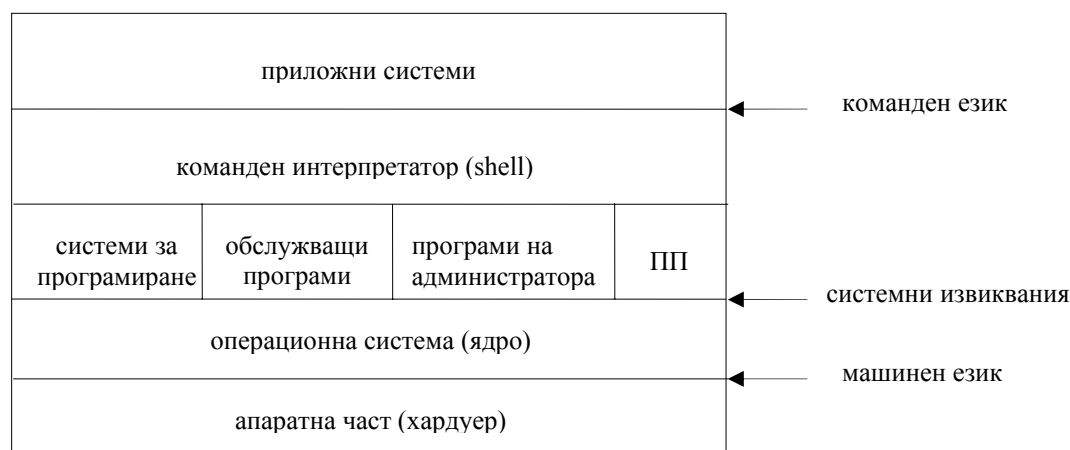 приложни системи
команден език
команден интерпретатор (shell)
системи за програмиране
обслужващи програми
програми на администратора
ПП
системни извиквания
операционна система (ядро)
машинен език
апаратна част (хардуер)